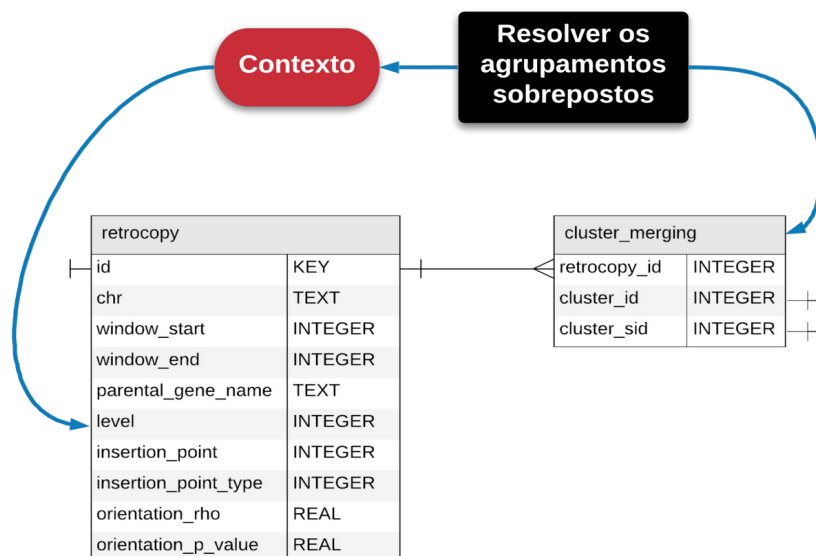 Contexto
Resolver os
agrupamentos
sobrepostos
retrocopy
id KEY
chr TEXT
window_start INTEGER
window_end INTEGER
parental_gene_name TEXT
level INTEGER
insertion_point INTEGER
insertion_point_type INTEGER
orientation_rho REAL
orientation_p_value REAL
cluster_merging
retrocopy_id INTEGER
cluster_id INTEGER
cluster_sid INTEGER